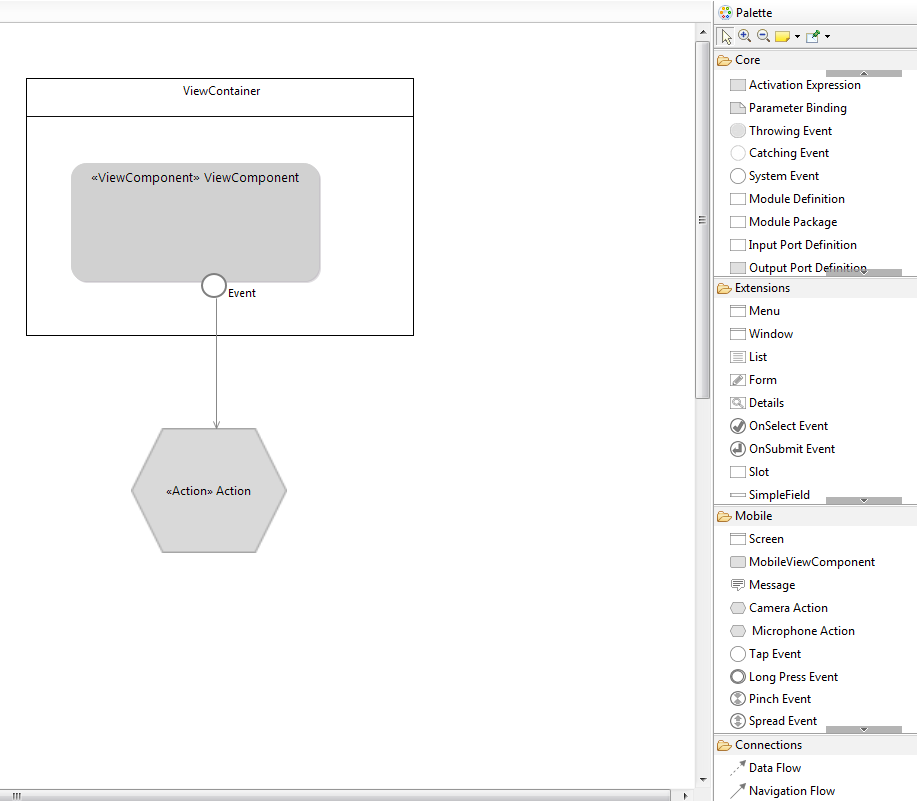 ViewContainer
«ViewComponent» ViewComponent
Event
«Action» Action
Palette
Core
Activation Expression
Parameter Binding
Throwing Event
Catching Event
System Event
Module Definition
Module Package
Input Port Definition
Output Port Definition
Extensions
Menu
Window
List
Form
Details
OnSelect Event
OnSubmit Event
Slot
SimpleField
Mobile
Screen
MobileViewComponent
Message
Camera Action
Microphone Action
Tap Event
Long Press Event
Pinch Event
Spread Event
Connections
Data Flow
Navigation Flow